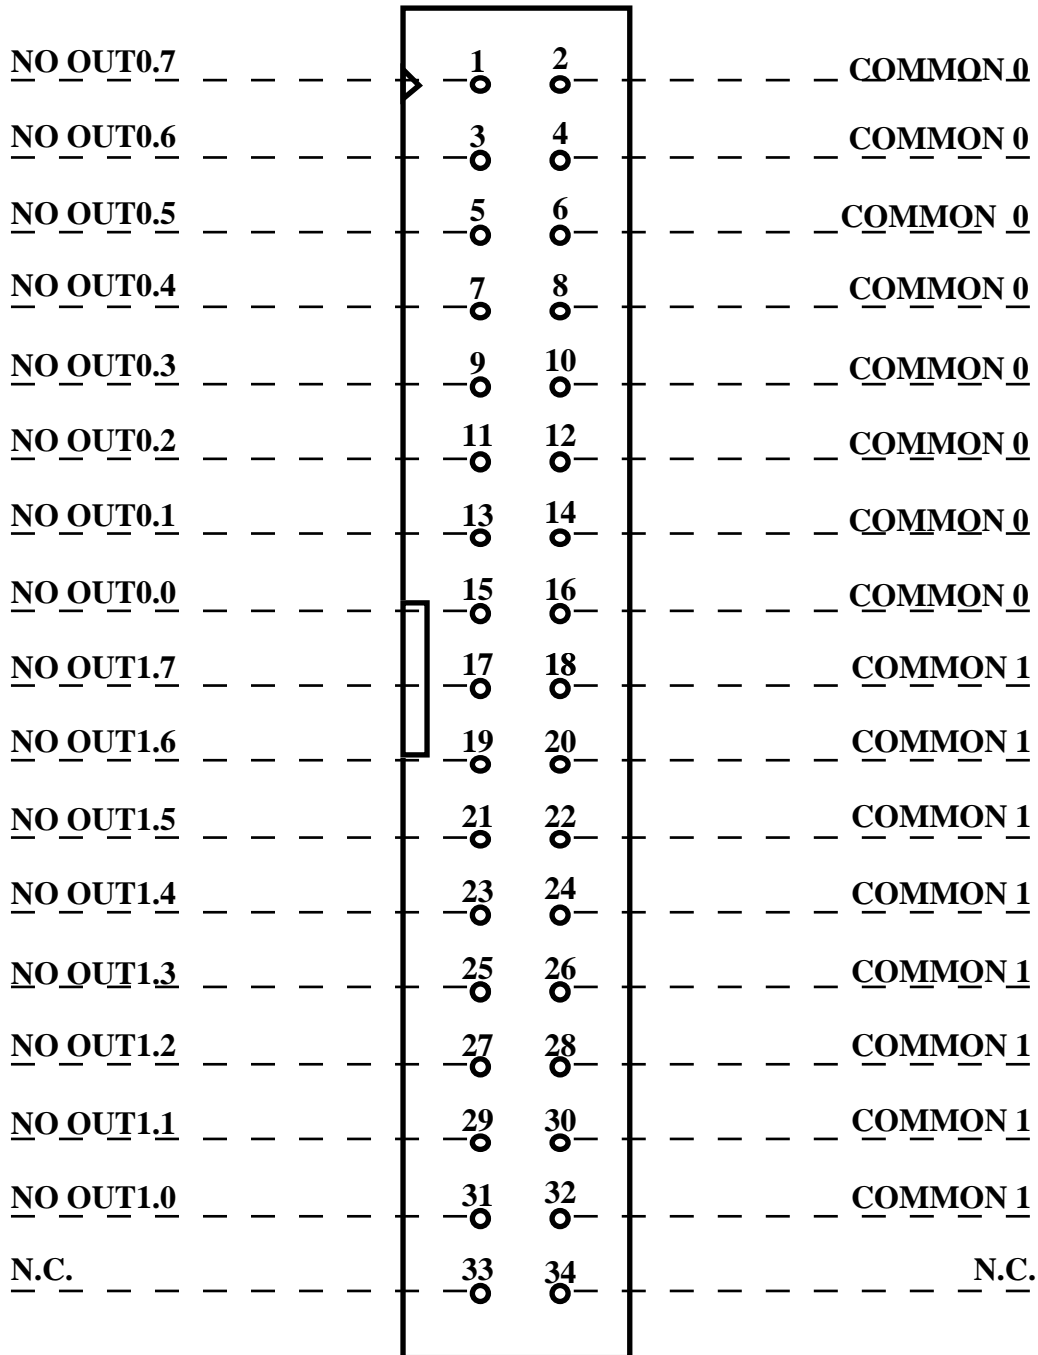 NO OUT0.7 1 2 COMMON 0
NO OUT0.6 3 4 COMMON 0
NO OUT0.5 5 6 COMMON 0
NO OUT0.4 7 8 COMMON 0
NO OUT0.3 9 10 COMMON 0
NO OUT0.2 11 12 COMMON 0
NO OUT0.1 13 14 COMMON 0
NO OUT0.0 15 16 COMMON 0
NO OUT1.7 17 18 COMMON 1
NO OUT1.6 19 20 COMMON 1
NO OUT1.5 21 22 COMMON 1
NO OUT1.4 23 24 COMMON 1
NO OUT1.3 25 26 COMMON 1
NO OUT1.2 27 28 COMMON 1
NO OUT1.1 29 30 COMMON 1
NO OUT1.0 31 32 COMMON 1
N.C. 33 34 N.C.